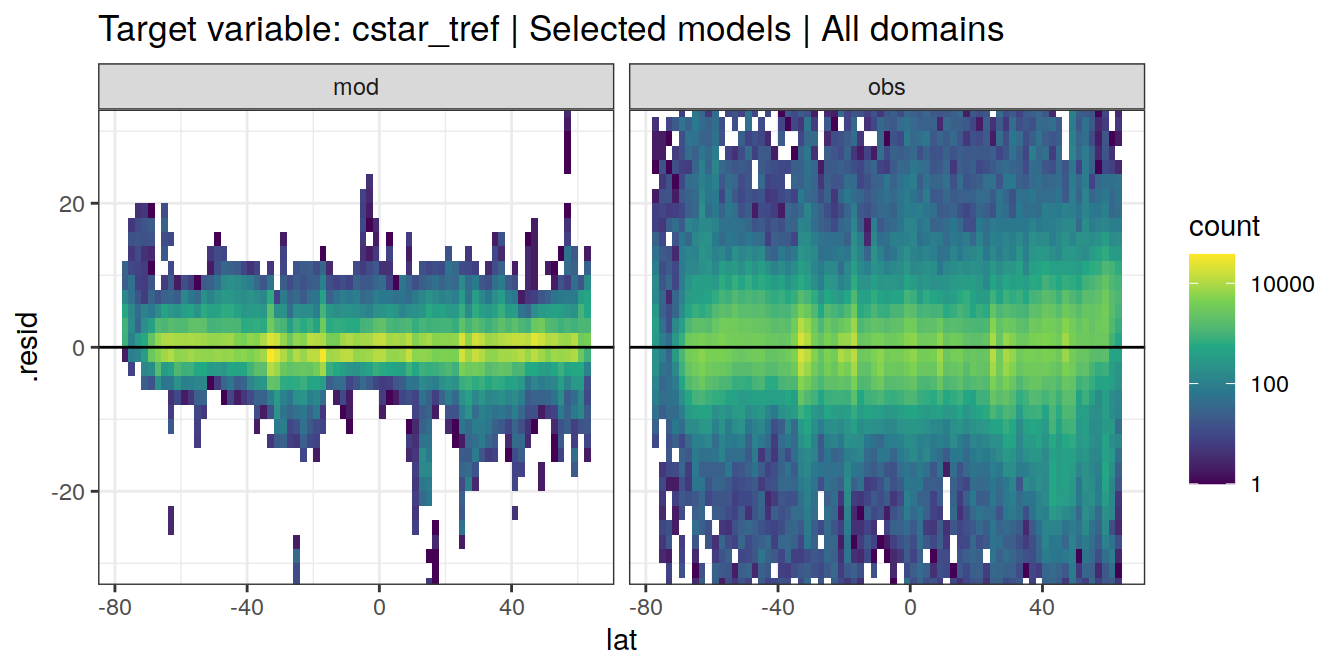 Target variable: cstar_tref | Selected models | All domains
mod
obs
20
0
-20
.resid
-80
-40
0
40
-80
-40
0
40
lat
count
10000
100
1